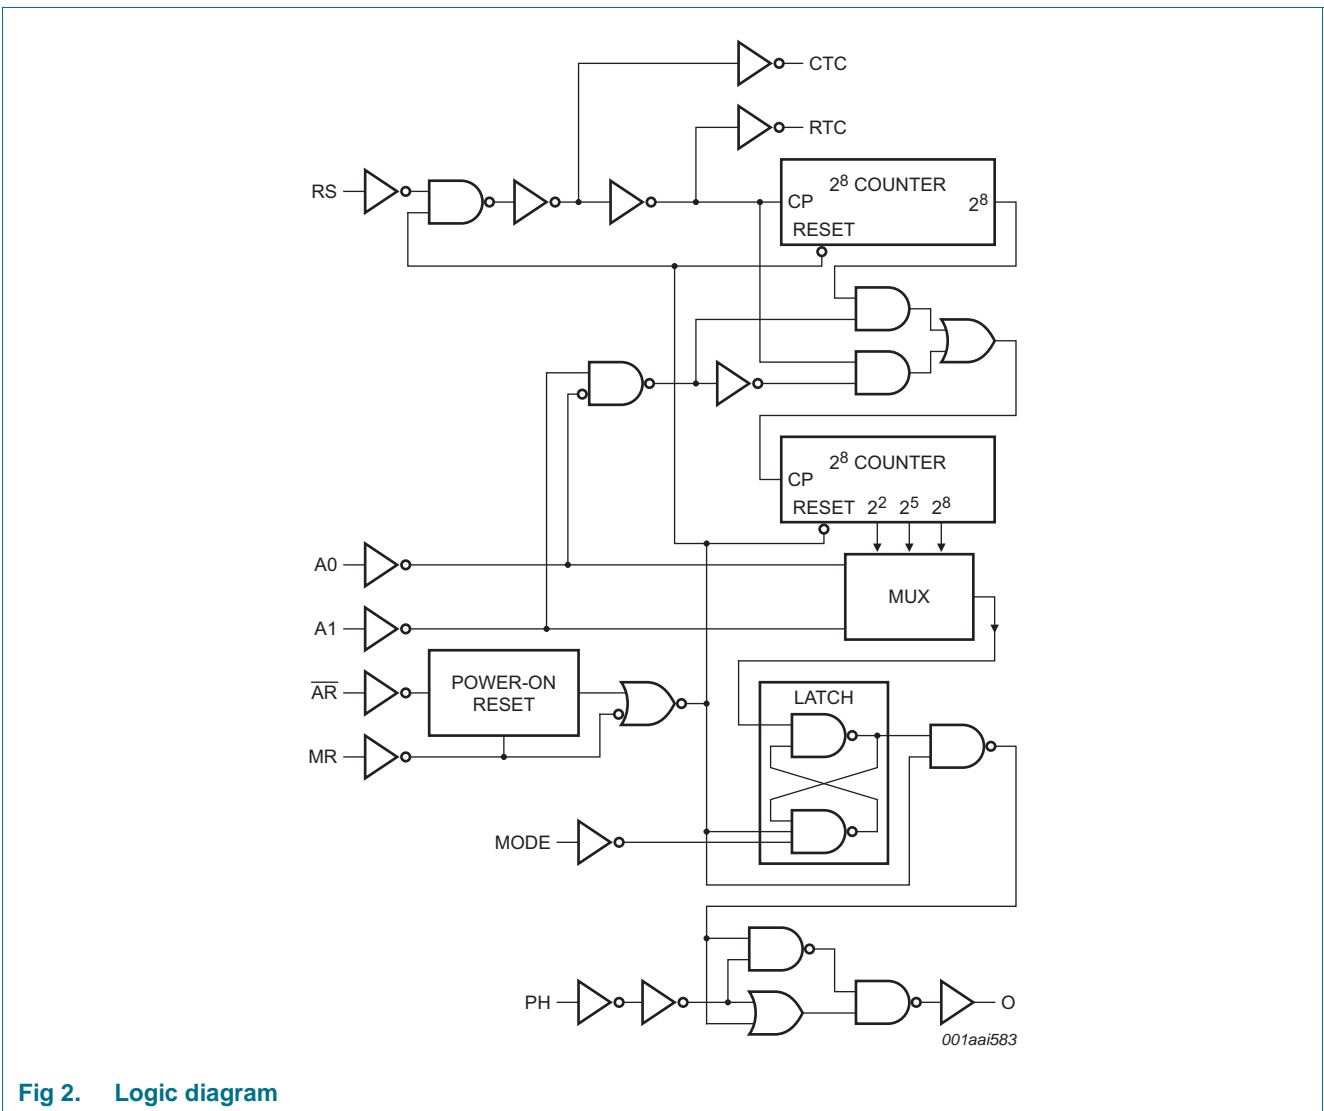 CTC
RTC
RS
2⁸ COUNTER
CP
2⁸
RESET
2⁸ COUNTER
CP
RESET 2² 2⁵ 2⁸
A0
MUX
A1
A̅R̅
POWER-ON
RESET
LATCH
MR
MODE
PH
O
001aai583
Fig 2. Logic diagram